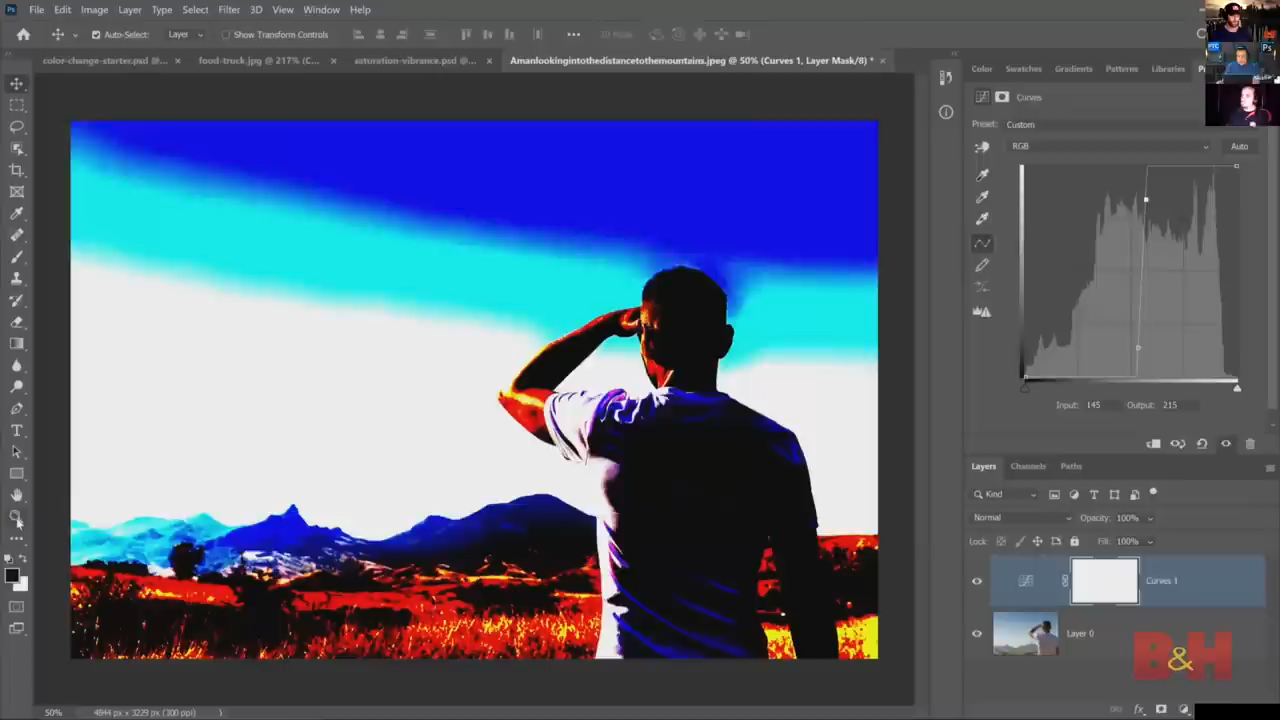 Ps File Edit Image Layer Type Select Filter 3D View Window Help
Auto-Select: Layer Show Transform Controls
color-change-starter.psd @... × food-truck.jpg @ 217% (C... × saturation-vibrance.psd @ ... × Amanlookingintothedistancetothemountains.jpeg @ 50% (Curves 1, Layer Mask/8) * ×
Color Swatches Gradients Patterns Libraries
Curves
Preset: Custom
RGB Auto
Input: 145 Output: 215
Layers Channels Paths
Kind
Normal Opacity: 100%
Lock: Fill: 100%
Curves 1
Layer 0
B&H
50% 4844 px x 3229 px (300 ppi)